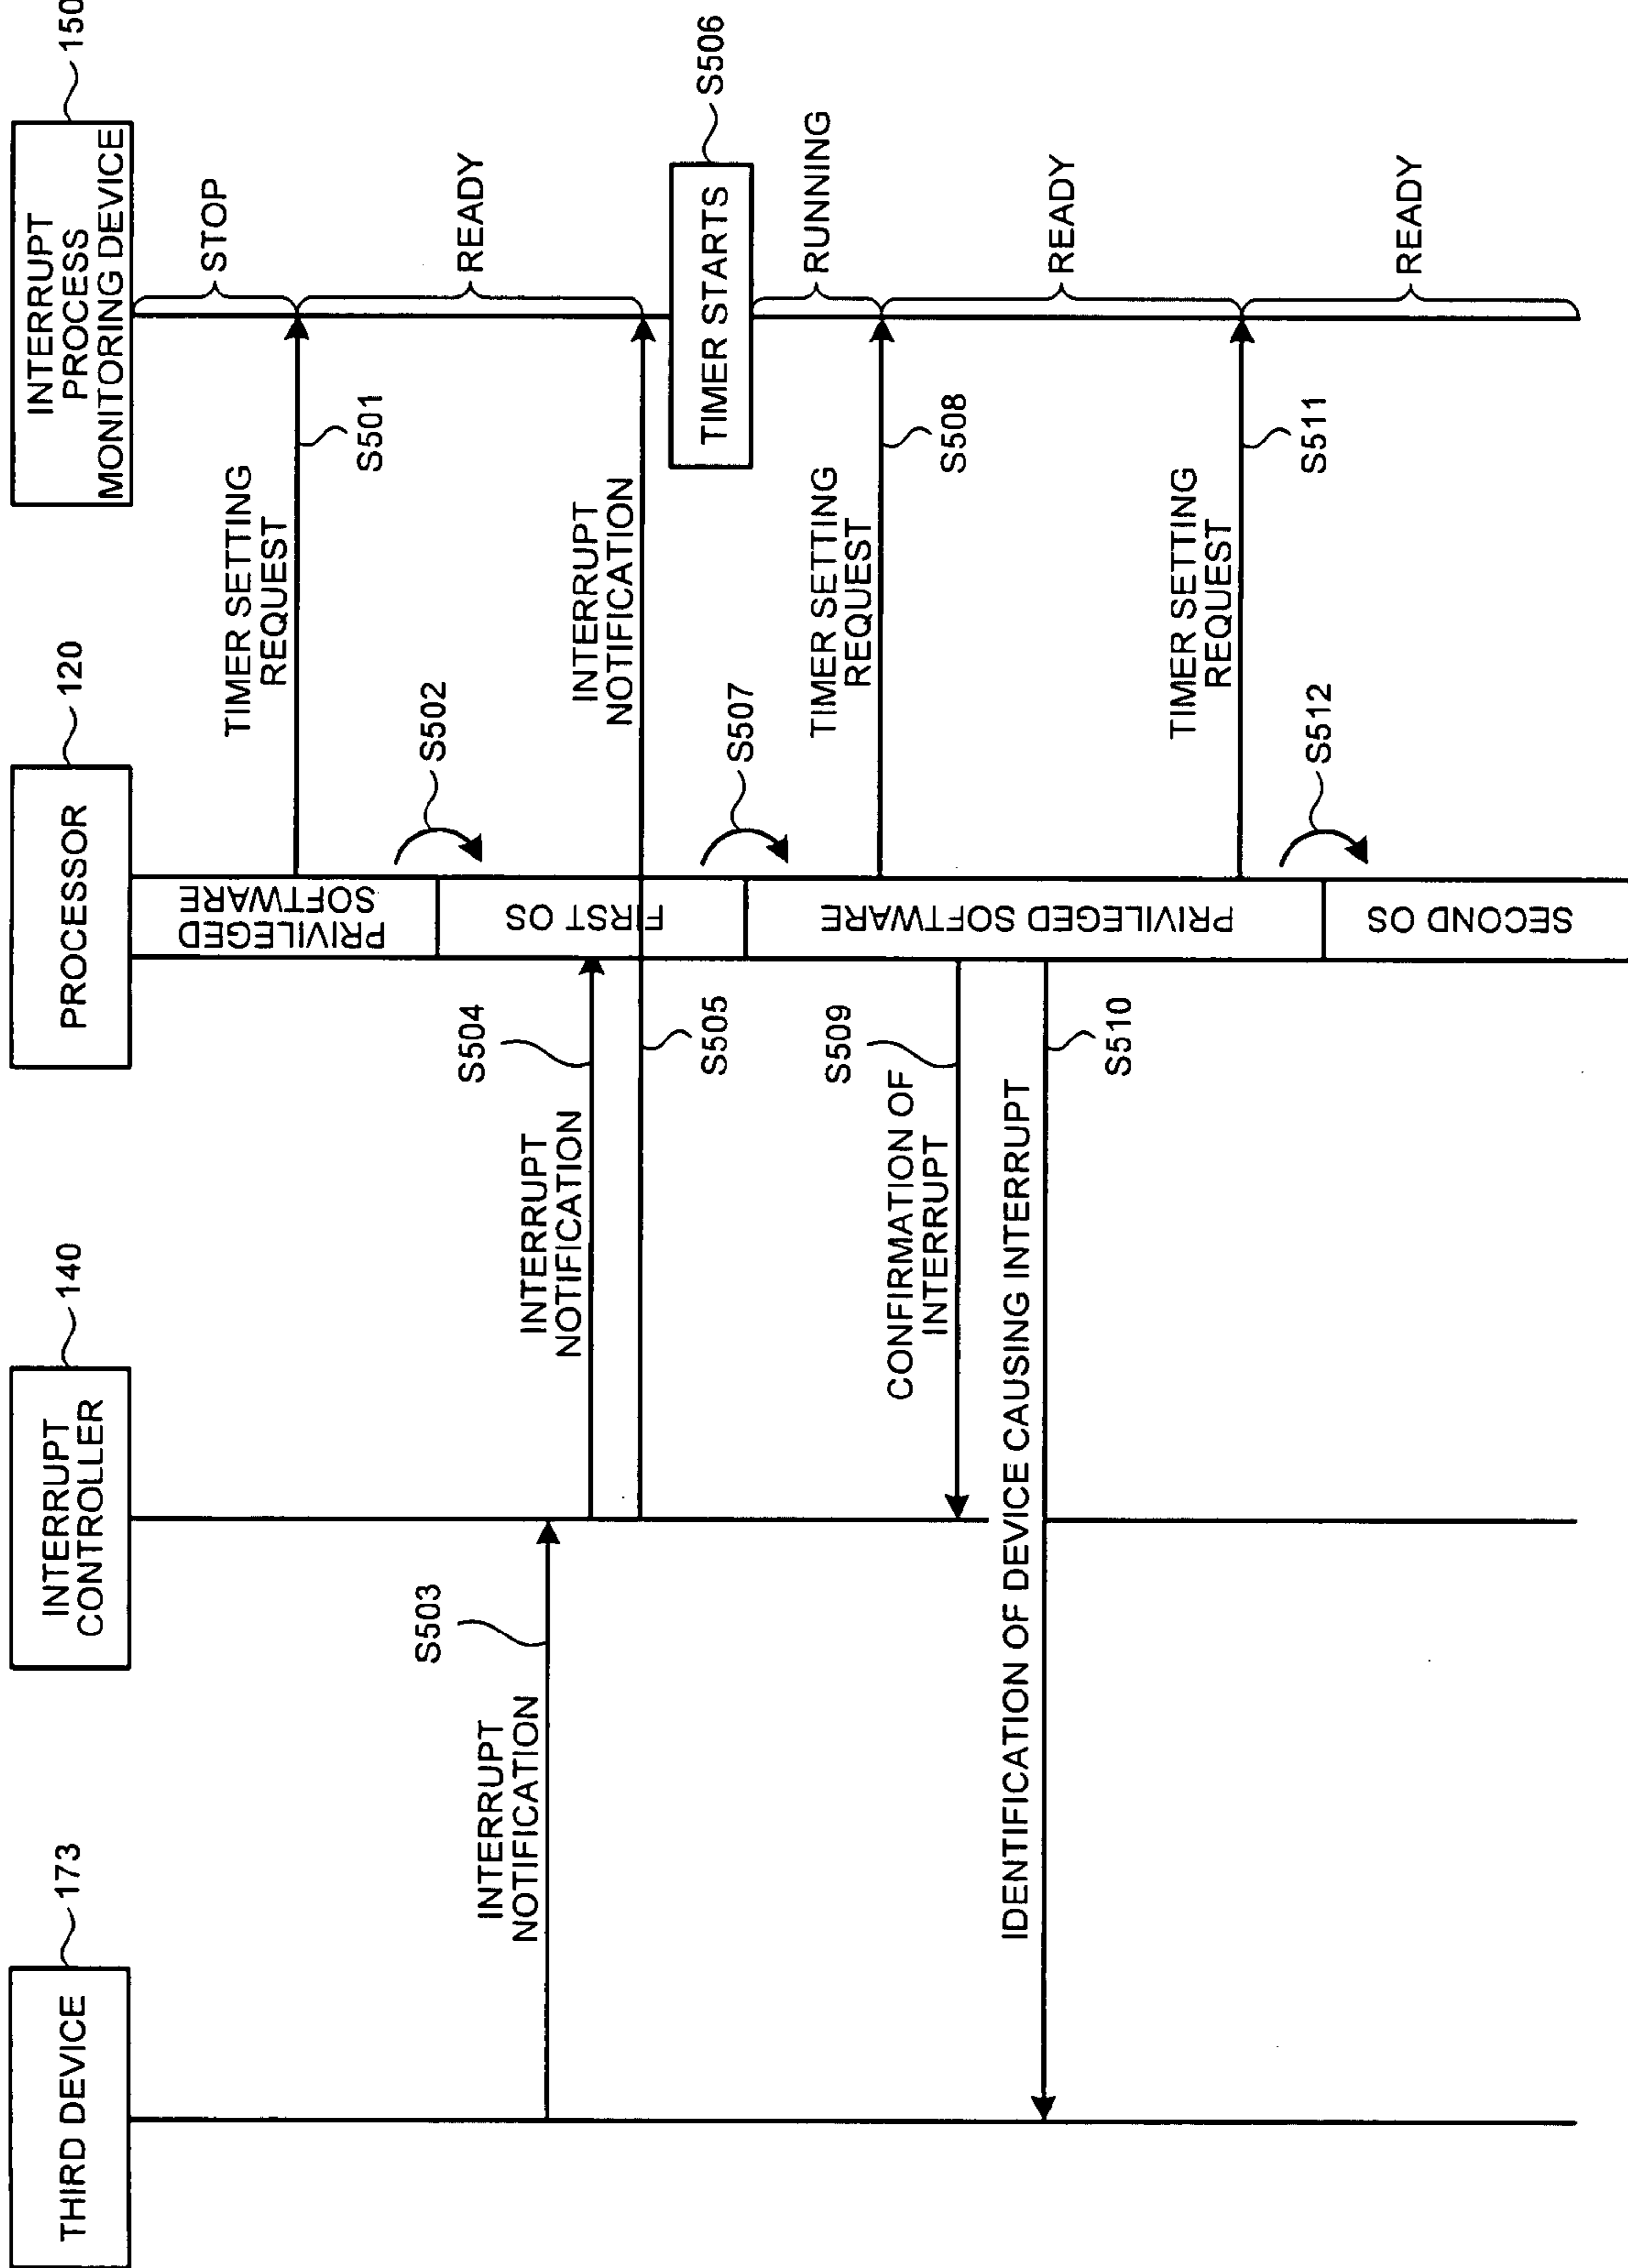 THIRD DEVICE
173
INTERRUPT
CONTROLLER
140
PROCESSOR
120
INTERRUPT
PROCESS
MONITORING DEVICE
150
STOP
TIMER SETTING
REQUEST
S501
PRIVILEGED
SOFTWARE
S502
READY
INTERRUPT
NOTIFICATION
S503
INTERRUPT
NOTIFICATION
S504
FIRST OS
INTERRUPT
NOTIFICATION
S505
TIMER STARTS
S506
S507
RUNNING
TIMER SETTING
REQUEST
S508
PRIVILEGED SOFTWARE
CONFIRMATION OF
INTERRUPT
S509
READY
IDENTIFICATION OF DEVICE CAUSING INTERRUPT
S510
TIMER SETTING
REQUEST
S511
S512
SECOND OS
READY